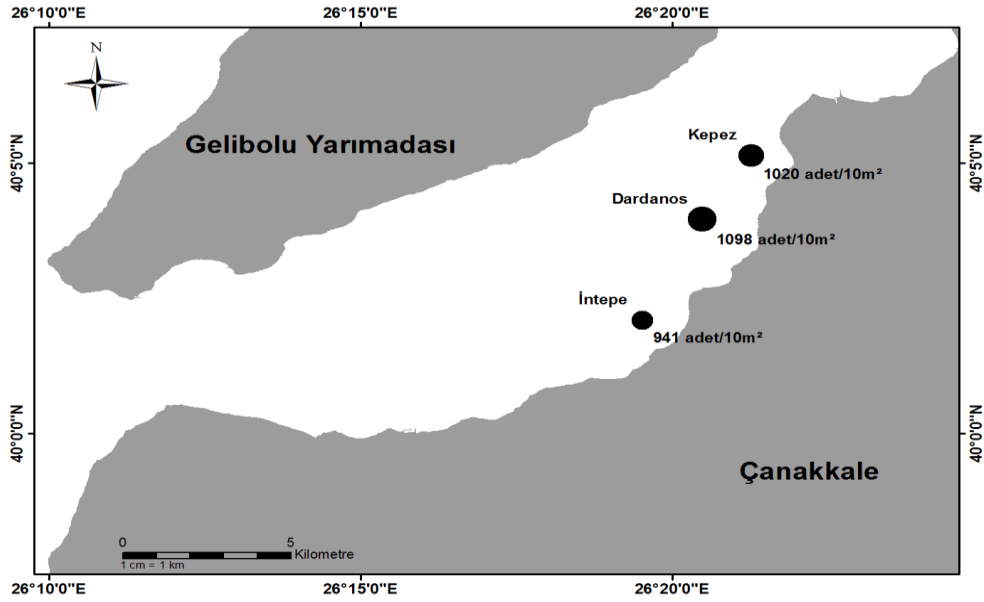 26°10'0"E 26°15'0"E 26°20'0"E
N
Kepez
Gelibolu Yarımadası
40°5'0"N 40°5'0"N
1020 adet/10m²
Dardanos
1098 adet/10m²
İntepe
941 adet/10m²
40°0'0"N 40°0'0"N
Çanakkale
0 5
Kilometre
1 cm = 1 km
26°10'0"E 26°15'0"E 26°20'0"E